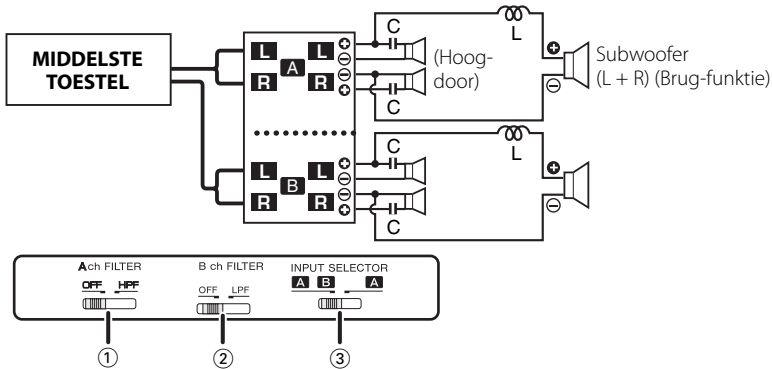 C
L
MIDDELSTE
TOESTEL
L L ⊕
⊖
A
R R ⊖
⊕
C
(Hoog-
door)
⊕
⊖
Subwoofer
(L + R) (Brug-funktie)
C
L
L L ⊕
⊖
B
R R ⊖
⊕
C
⊕
⊖
A ch FILTER
OFF HPF
B ch FILTER
OFF LPF
INPUT SELECTOR
A B A
① ② ③